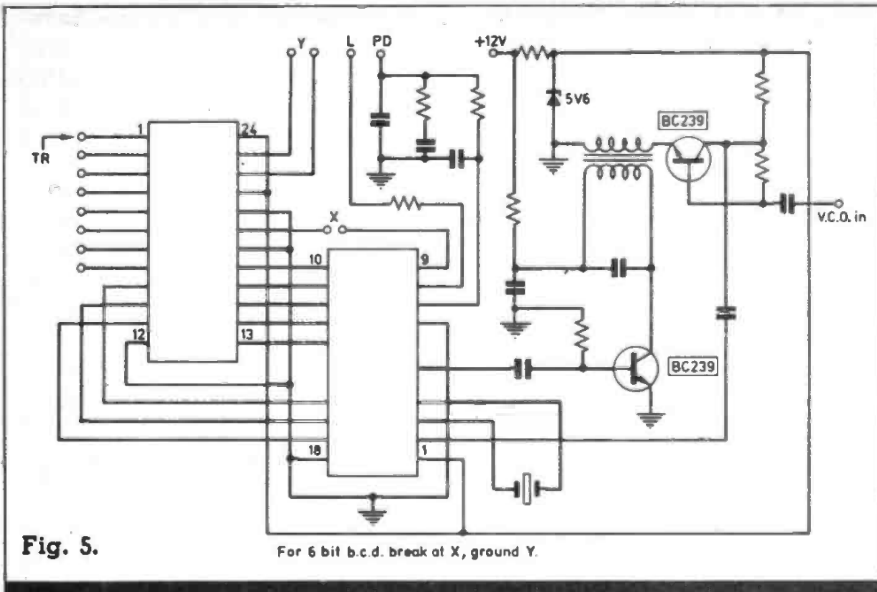 Y L PD +12V
5V6
BC239
TR
1 24
V.C.O. in
X
10 9
12 13
BC239
18 1
Fig. 5.
For 6 bit b.c.d. break at X, ground Y.